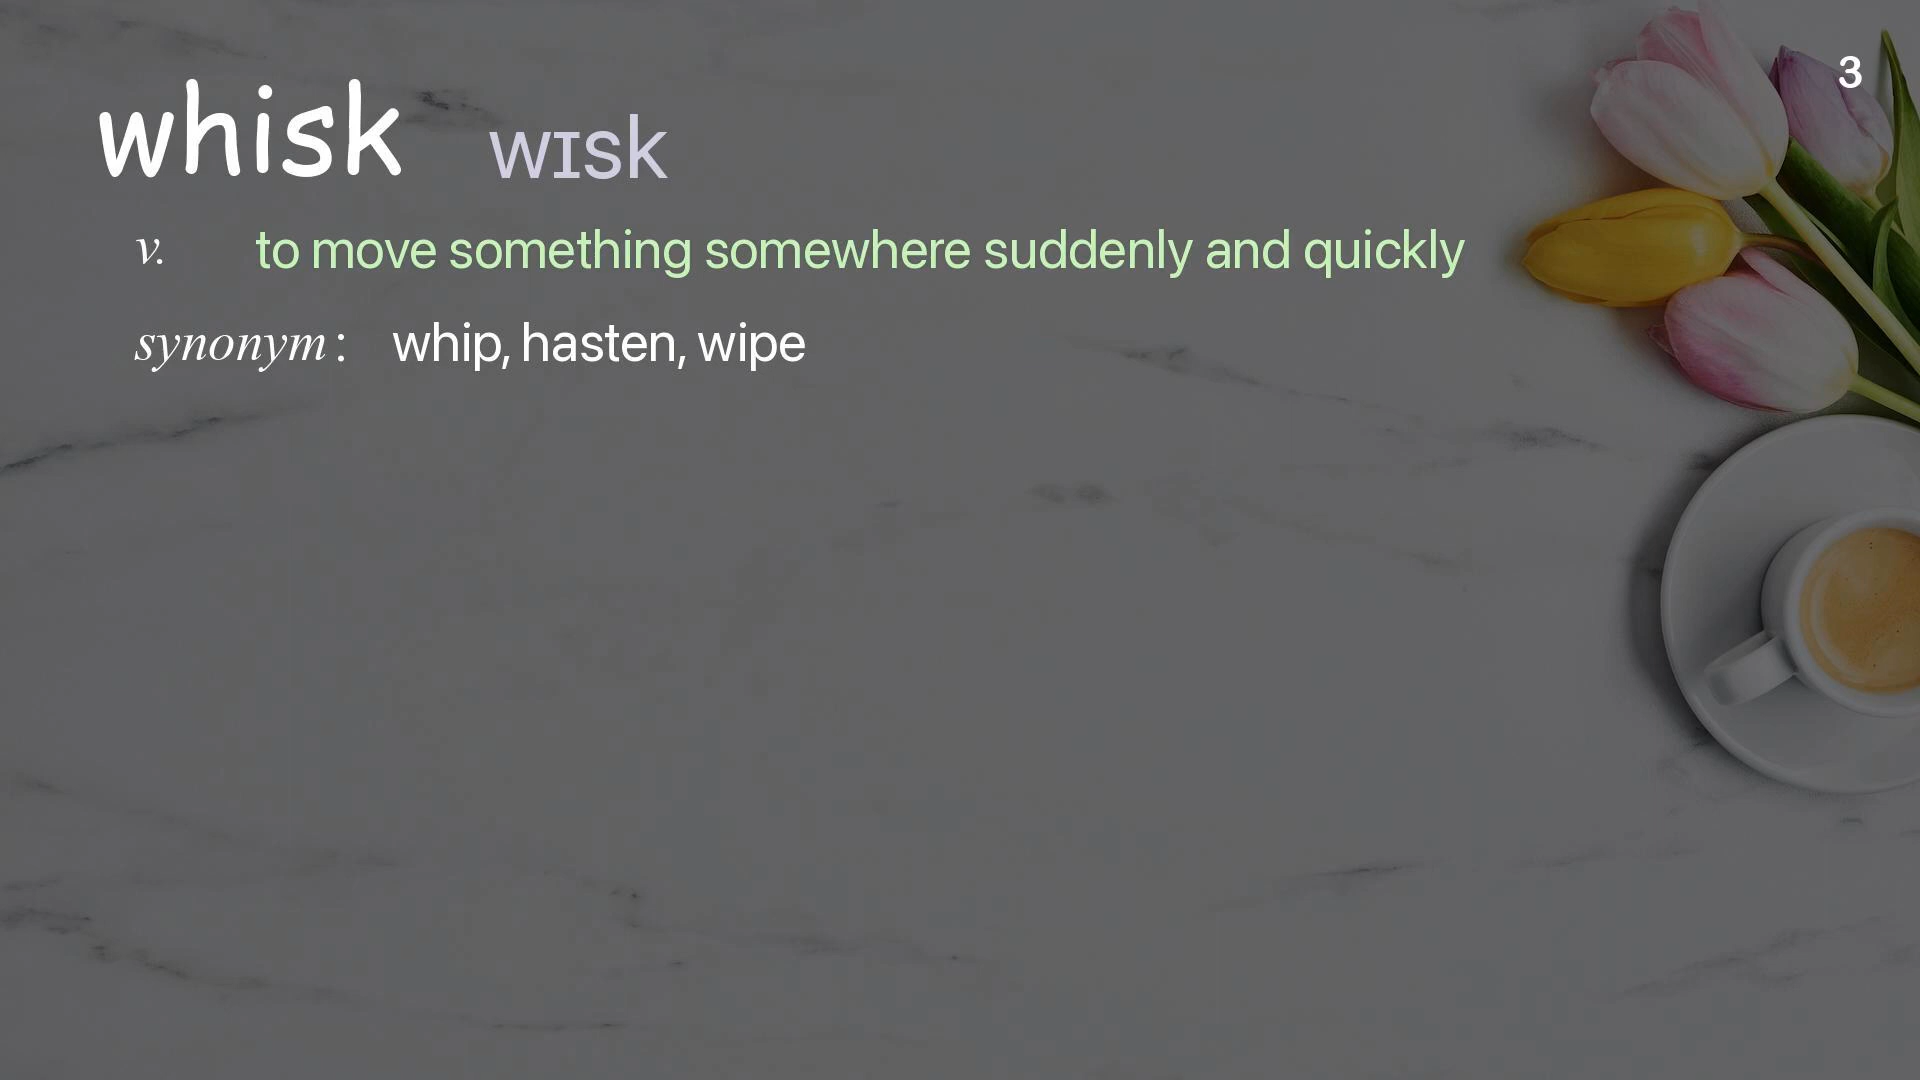 3
whisk wɪsk
v. to move something somewhere suddenly and quickly
synonym : whip, hasten, wipe